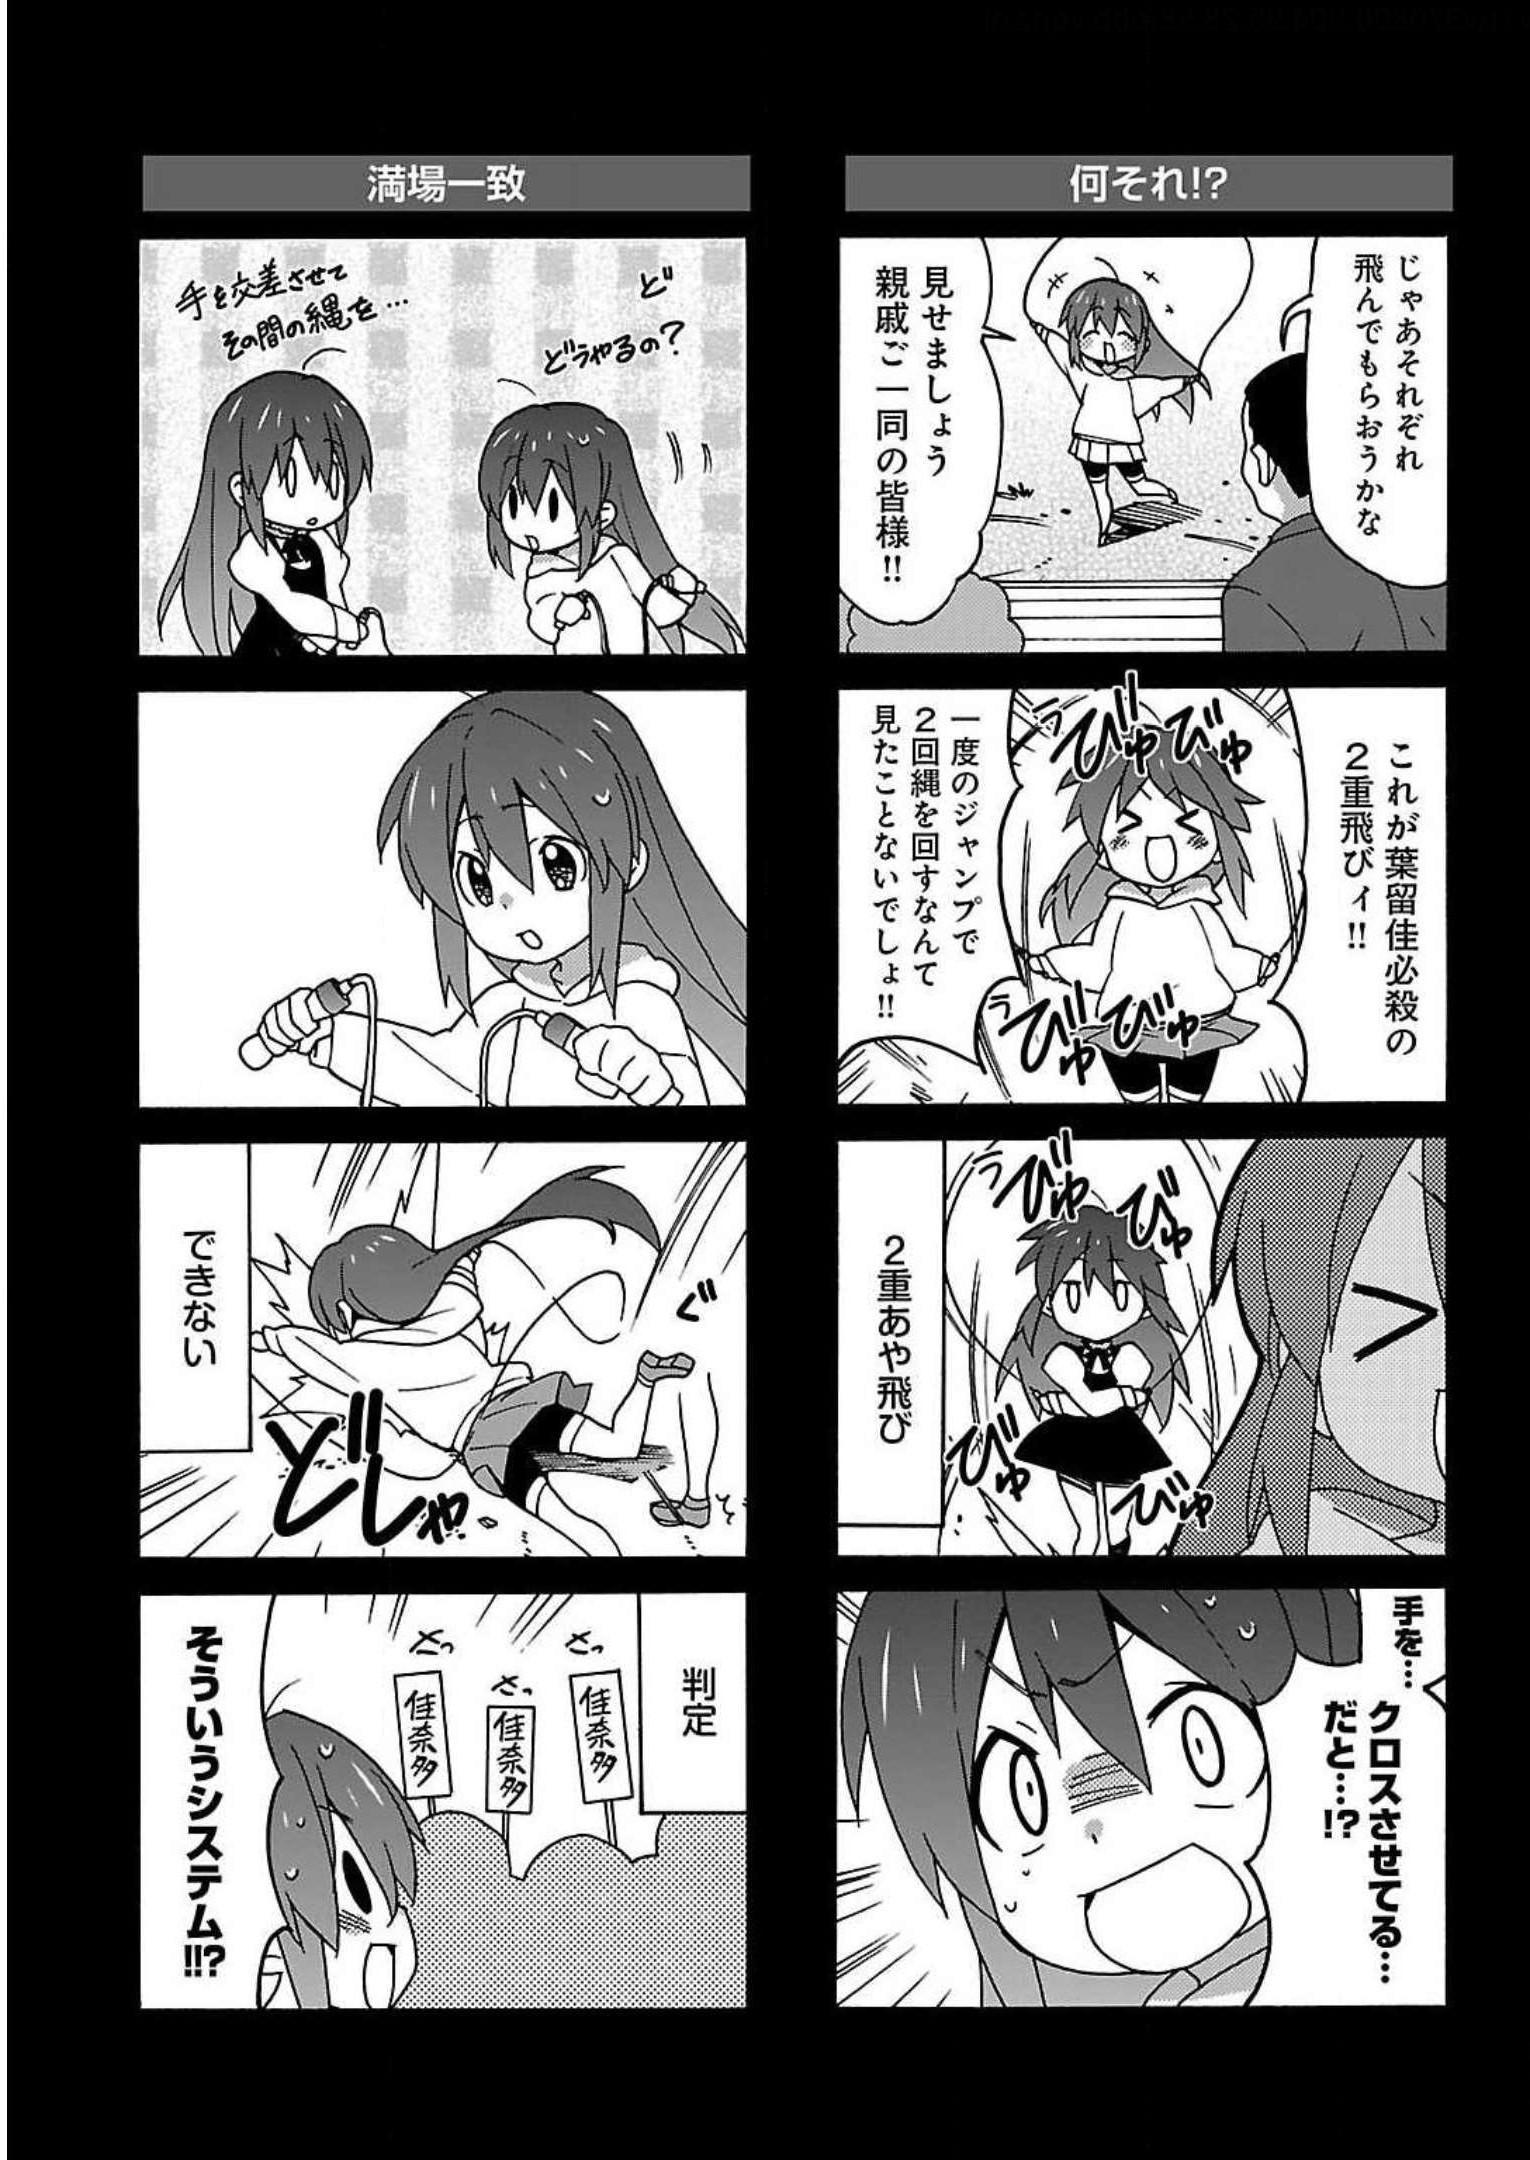 何それ!?
じゃあそれぞれ
飛んでもらおうかな
見せましょう
親戚ご一同の皆様!!
これが葉留佳必殺の
2重飛びィ!!
びゅびゅ
びゅびゅ
一度のジャンプで
2回縄を回すなんて
見たことないでしょ!!
びゅ
びゅ
びゅ
びゅ
2重あや飛び
手を…
クロスさせてる…
だと…!?
満場一致
ど
どうやるの?
手を交差させて
その間の縄を…
ぐ
どしゃ
できない
判定
さっ
さっ
さっ
佳奈多
佳奈多
佳奈多
そういうシステム!!?